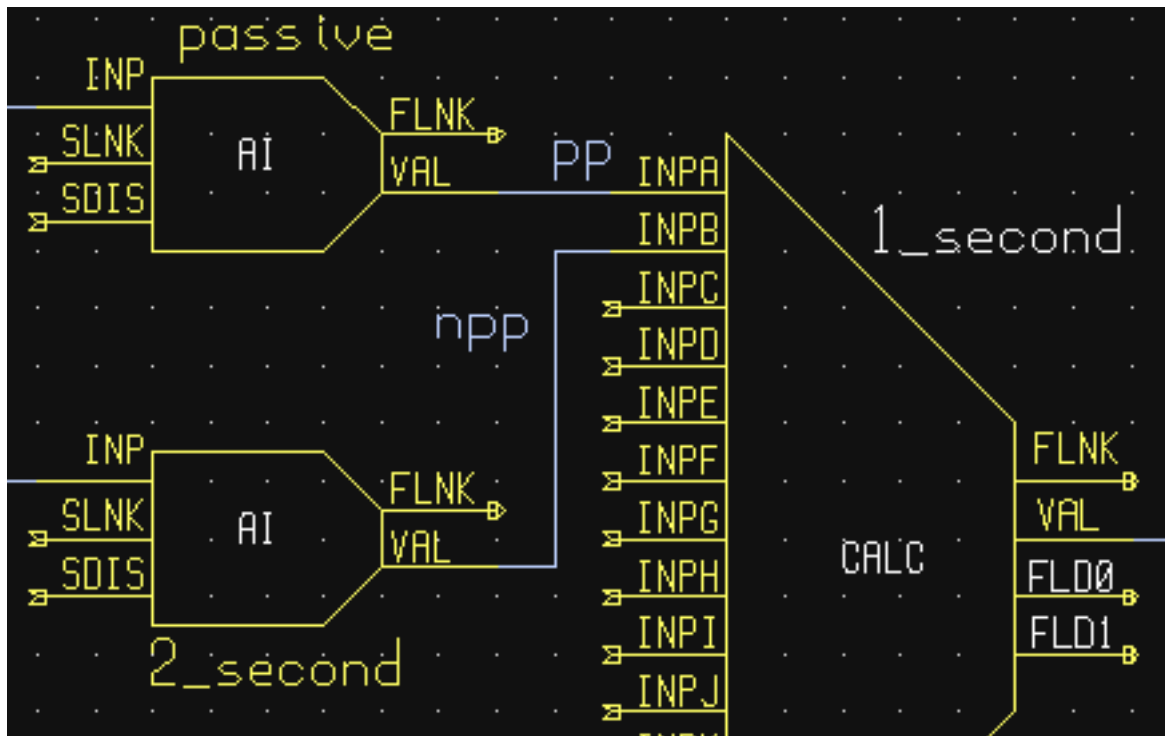 passive
INP
SLNK
SDIS
AI
FLNK
VAL
PP
npp
INP
SLNK
SDIS
AI
FLNK
VAL
2_second
INPA
INPB
INPC
INPD
INPE
INPF
INPG
INPH
INPI
INPJ
1_second
CALC
FLNK
VAL
FLD0
FLD1